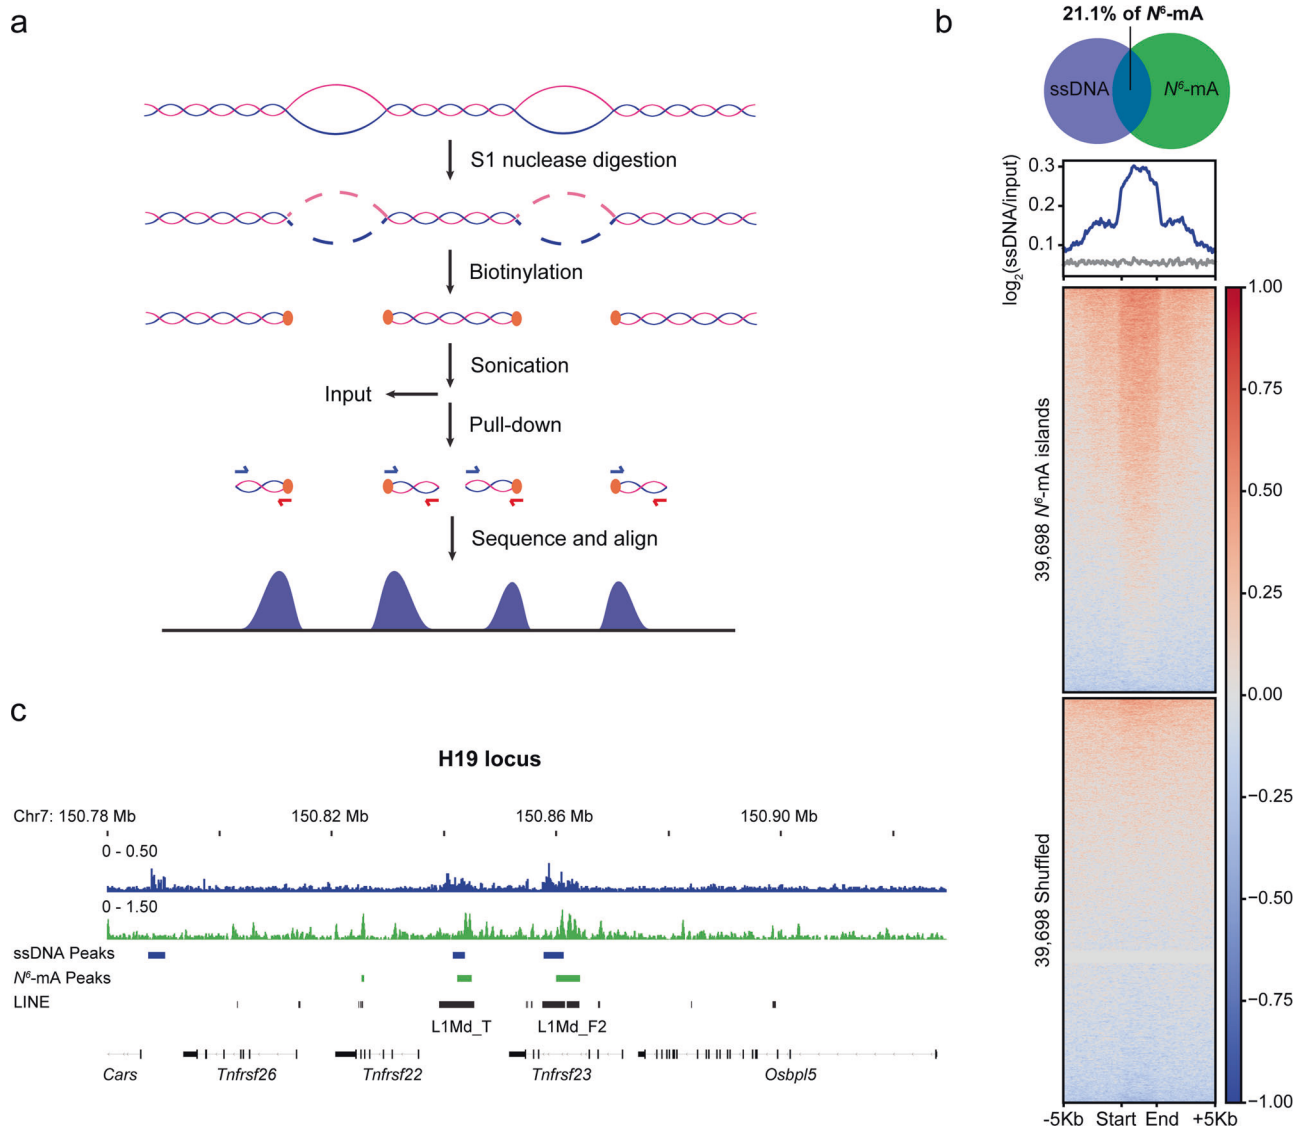 a
S1 nuclease digestion
Biotinylation
Sonication
Input
Pull-down
Sequence and align
b
21.1% of N⁶-mA
ssDNA
N⁶-mA
log₂(ssDNA/input)
0.3
0.2
0.1
39,698 N⁶-mA islands
39,698 Shuffled
1.00
0.75
0.50
0.25
0.00
−0.25
−0.50
−0.75
−1.00
-5Kb Start End +5Kb
c
H19 locus
Chr7: 150.78 Mb 150.82 Mb 150.86 Mb 150.90 Mb
0 - 0.50
0 - 1.50
ssDNA Peaks
N⁶-mA Peaks
LINE
L1Md_T L1Md_F2
Cars Tnfrsf26 Tnfrsf22 Tnfrsf23 Osbpl5